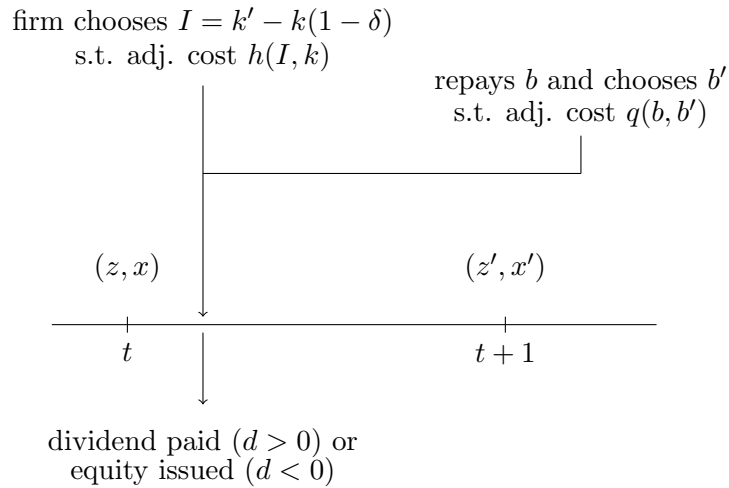 firm chooses I = k′ − k(1 − δ)
s.t. adj. cost h(I, k)
repays b and chooses b′
s.t. adj. cost q(b, b′)
(z, x)
(z′, x′)
t
t + 1
dividend paid (d > 0) or
equity issued (d < 0)